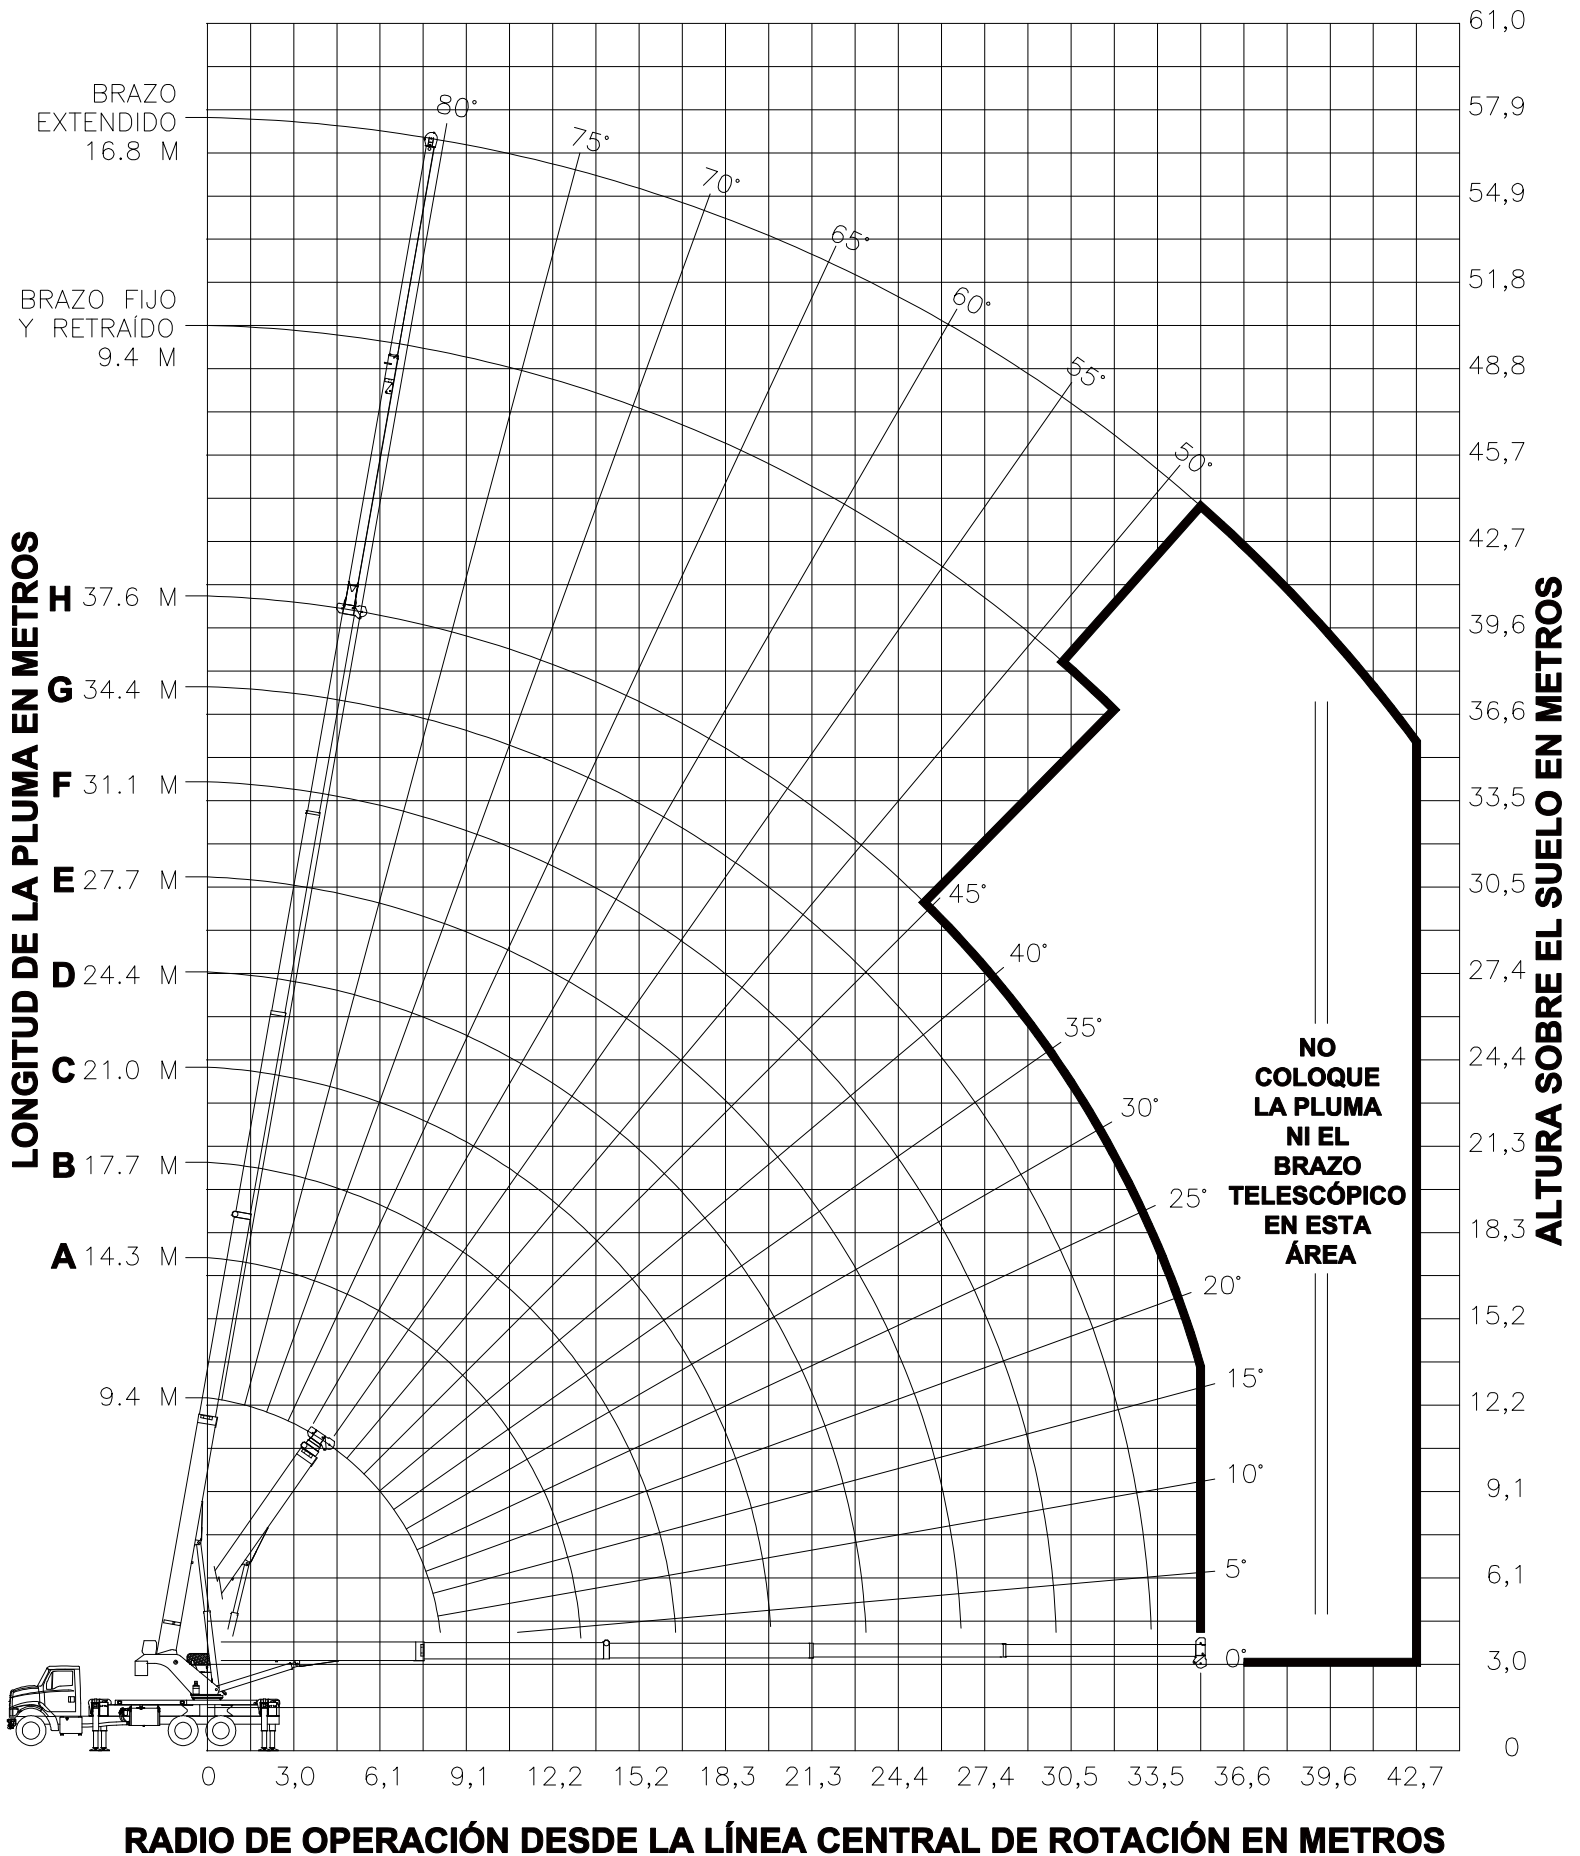 BRAZO
EXTENDIDO
16.8 M
BRAZO FIJO
Y RETRAÍDO
9.4 M
LONGITUD DE LA PLUMA EN METROS
H 37.6 M
G 34.4 M
F 31.1 M
E 27.7 M
D 24.4 M
C 21.0 M
B 17.7 M
A 14.3 M
9.4 M
80°
75°
70°
65°
60°
55°
50°
45°
40°
35°
30°
25°
20°
15°
10°
5°
0°
NO
COLOQUE
LA PLUMA
NI EL
BRAZO
TELESCÓPICO
EN ESTA
ÁREA
61,0
57,9
54,9
51,8
48,8
45,7
42,7
39,6
36,6
33,5
30,5
27,4
24,4
21,3
18,3
15,2
12,2
9,1
6,1
3,0
0
ALTURA SOBRE EL SUELO EN METROS
0 3,0 6,1 9,1 12,2 15,2 18,3 21,3 24,4 27,4 30,5 33,5 36,6 39,6 42,7
RADIO DE OPERACIÓN DESDE LA LÍNEA CENTRAL DE ROTACIÓN EN METROS